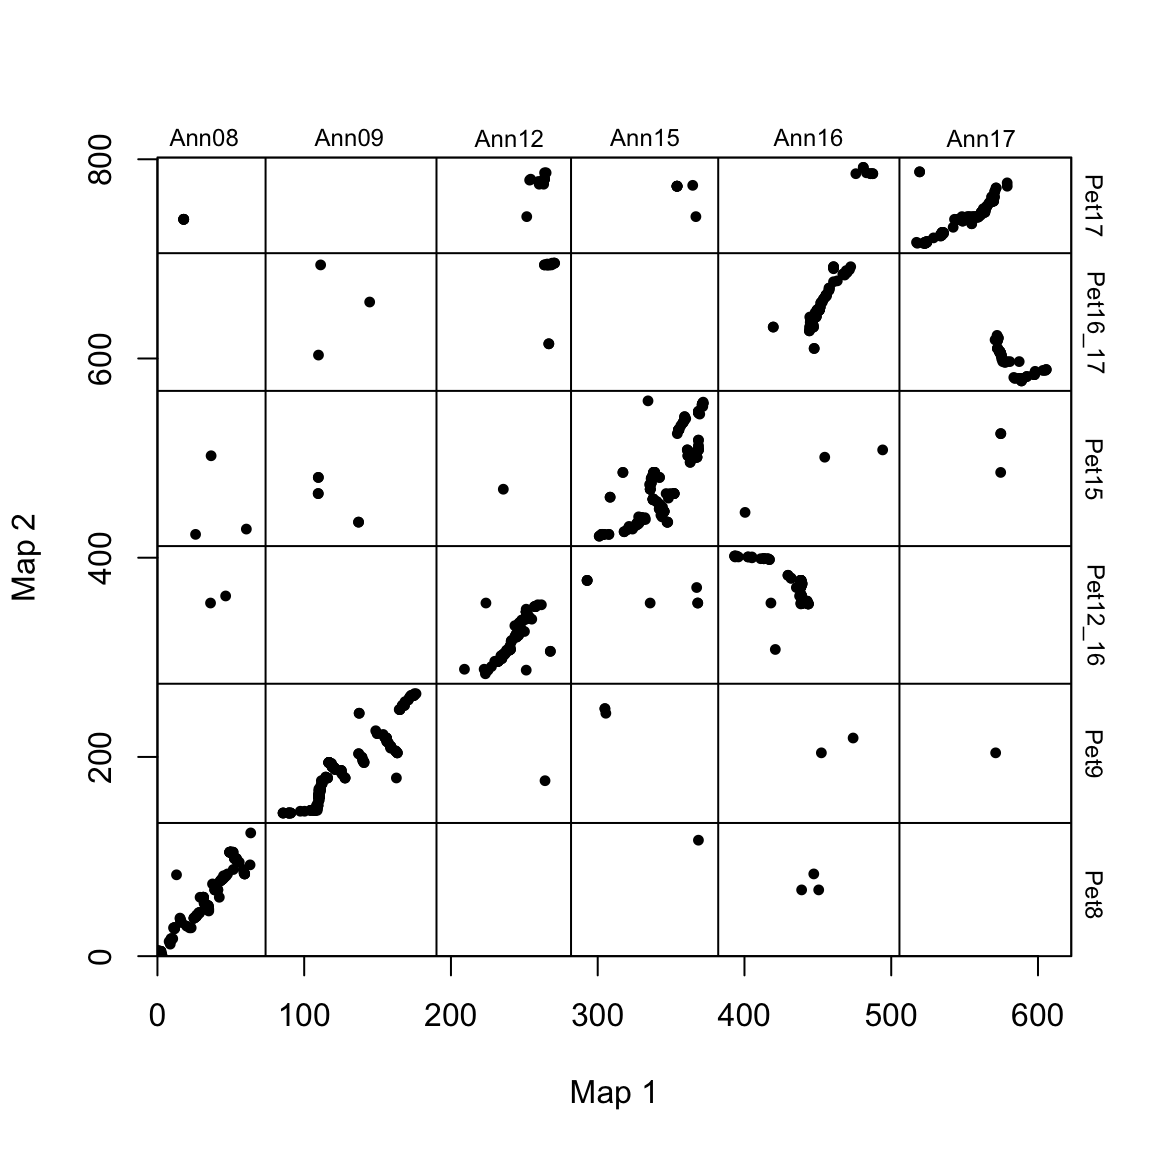 Ann08 Ann09 Ann12 Ann15 Ann16 Ann17
800
Pet17
Pet16_17
600
Pet15
Map 2
400
Pet12_16
200
Pet9
Pet8
0
0 100 200 300 400 500 600
Map 1